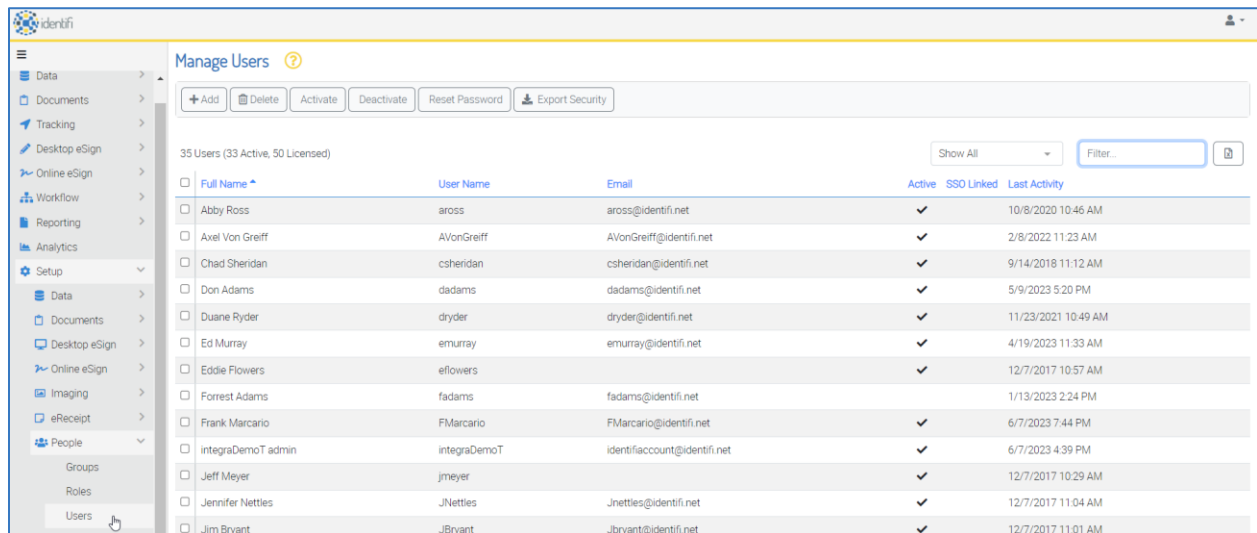 identifi
Manage Users ?
Data
Documents
Tracking
Desktop eSign
Online eSign
Workflow
Reporting
Analytics
Setup
Data
Documents
Desktop eSign
Online eSign
Imaging
eReceipt
People
Groups
Roles
Users
+ Add Delete Activate Deactivate Reset Password Export Security
35 Users (33 Active, 50 Licensed) Show All Filter...
Full Name User Name Email Active SSO Linked Last Activity
Abby Ross aross aross@identifi.net 10/8/2020 10:46 AM
Axel Von Greiff AVonGreiff AVonGreiff@identifi.net 2/8/2022 11:23 AM
Chad Sheridan csheridan csheridan@identifi.net 9/14/2018 11:12 AM
Don Adams dadams dadams@identifi.net 5/9/2023 5:20 PM
Duane Ryder dryder dryder@identifi.net 11/23/2021 10:49 AM
Ed Murray emurray emurray@identifi.net 4/19/2023 11:33 AM
Eddie Flowers eflowers 12/7/2017 10:57 AM
Forrest Adams fadams fadams@identifi.net 1/13/2023 2:24 PM
Frank Marcario FMarcario FMarcario@identifi.net 6/7/2023 7:44 PM
integraDemoT admin integraDemoT identifiaccount@identifi.net 6/7/2023 4:39 PM
Jeff Meyer jmeyer 12/7/2017 10:29 AM
Jennifer Nettles JNettles Jnettles@identifi.net 12/7/2017 11:04 AM
Jim Bryant JBryant Jbryant@identifi.net 12/7/2017 11:01 AM